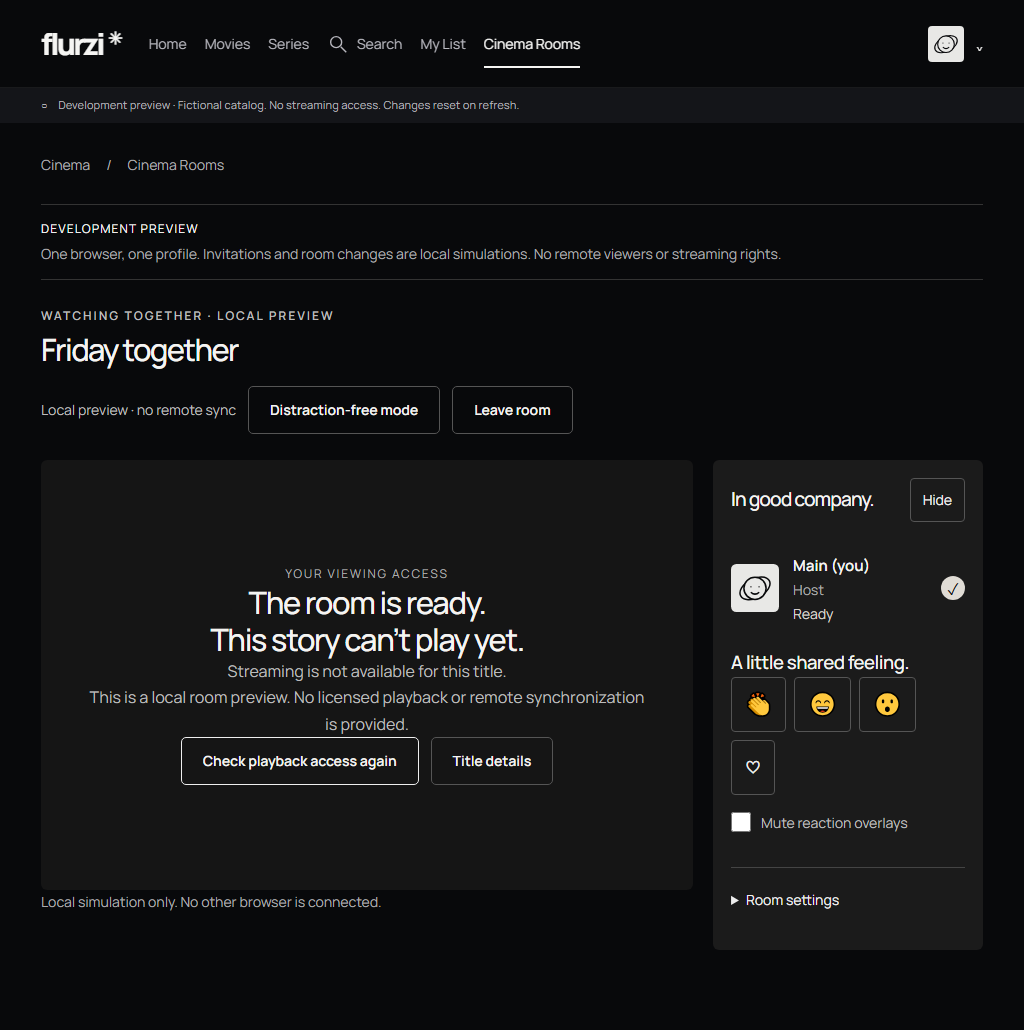 flurzi*
Home Movies Series Search My List Cinema Rooms
Development preview · Fictional catalog. No streaming access. Changes reset on refresh.
Cinema / Cinema Rooms
DEVELOPMENT PREVIEW
One browser, one profile. Invitations and room changes are local simulations. No remote viewers or streaming rights.
WATCHING TOGETHER · LOCAL PREVIEW
Friday together
Local preview · no remote sync
Distraction-free mode
Leave room
YOUR VIEWING ACCESS
The room is ready.
This story can’t play yet.
Streaming is not available for this title.
This is a local room preview. No licensed playback or remote synchronization
is provided.
Check playback access again
Title details
Local simulation only. No other browser is connected.
In good company.
Hide
Main (you)
Host
Ready
A little shared feeling.
Mute reaction overlays
Room settings